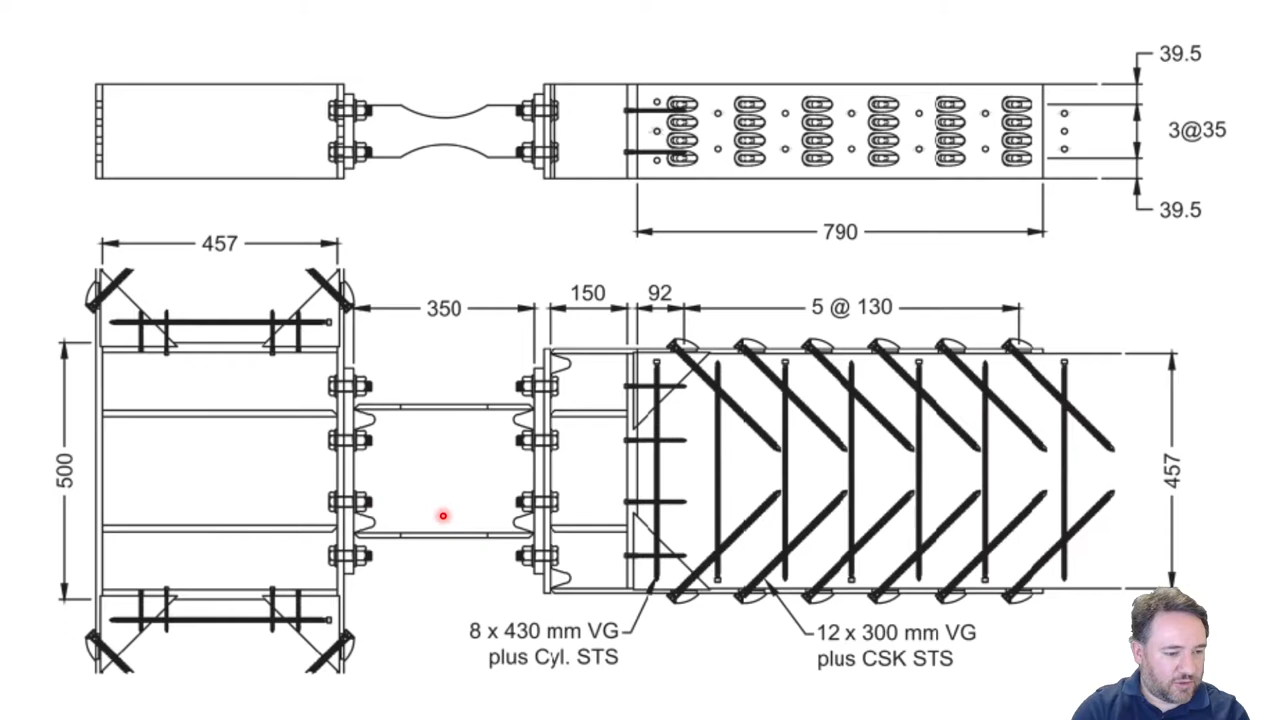 39.5
3@35
39.5
790
457
350
150
92
5 @ 130
500
457
8 x 430 mm VG
plus Cyl. STS
12 x 300 mm VG
plus CSK STS